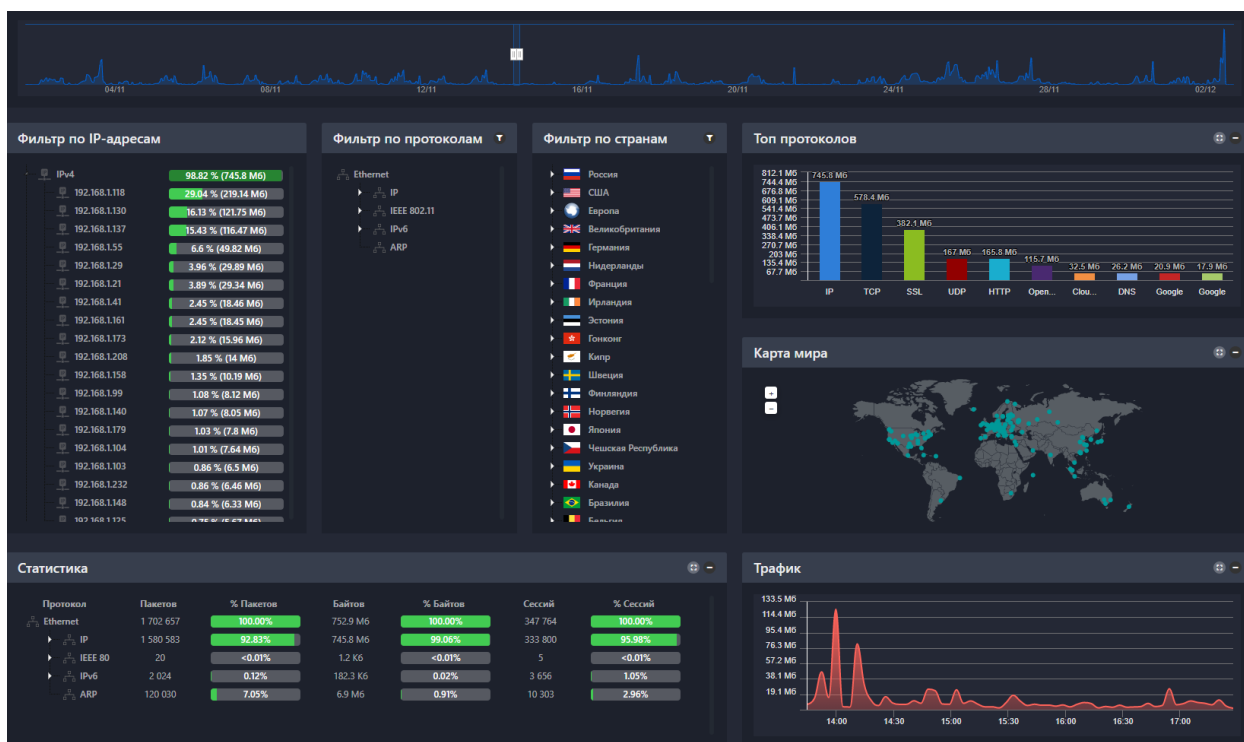 04/11 08/11 12/11 16/11 20/11 24/11 28/11 02/12
Фильтр по IP-адресам
IPv4 98.82 % (745.8 Мб)
192.168.1.118 29.04 % (219.14 Мб)
192.168.1.130 16.13 % (121.75 Мб)
192.168.1.137 15.43 % (116.47 Мб)
192.168.1.55 6.6 % (49.82 Мб)
192.168.1.29 3.96 % (29.89 Мб)
192.168.1.21 3.89 % (29.34 Мб)
192.168.1.41 2.45 % (18.46 Мб)
192.168.1.161 2.45 % (18.45 Мб)
192.168.1.173 2.12 % (15.96 Мб)
192.168.1.208 1.85 % (14 Мб)
192.168.1.158 1.35 % (10.19 Мб)
192.168.1.99 1.08 % (8.12 Мб)
192.168.1.140 1.07 % (8.05 Мб)
192.168.1.179 1.03 % (7.8 Мб)
192.168.1.104 1.01 % (7.64 Мб)
192.168.1.103 0.86 % (6.5 Мб)
192.168.1.232 0.86 % (6.46 Мб)
192.168.1.148 0.84 % (6.33 Мб)
192.168.1.125 0.75 % (5.67 Мб)
Фильтр по протоколам
Ethernet
IP
IEEE 802.11
IPv6
ARP
Фильтр по странам
Россия
США
Европа
Великобритания
Германия
Нидерланды
Франция
Ирландия
Эстония
Гонконг
Кипр
Швеция
Финляндия
Норвегия
Япония
Чешская Республика
Украина
Канада
Бразилия
Бельгия
Топ протоколов
812.1 Мб
744.4 Мб
676.8 Мб
609.1 Мб
541.4 Мб
473.7 Мб
406.1 Мб
338.4 Мб
270.7 Мб
203 Мб
135.4 Мб
67.7 Мб
745.8 Мб 578.4 Мб 382.1 Мб 167 Мб 165.8 Мб 115.7 Мб 32.5 Мб 26.2 Мб 20.9 Мб 17.9 Мб
IP TCP SSL UDP HTTP Open... Clou... DNS Google Google
Карта мира
+
−
Статистика
Протокол Пакетов % Пакетов Байтов % Байтов Сессий % Сессий
Ethernet 1 702 657 100.00% 752.9 Мб 100.00% 347 764 100.00%
IP 1 580 583 92.83% 745.8 Мб 99.06% 333 800 95.98%
IEEE 80 20 <0.01% 1.2 Кб <0.01% 5 <0.01%
IPv6 2 024 0.12% 182.3 Кб 0.02% 3 656 1.05%
ARP 120 030 7.05% 6.9 Мб 0.91% 10 303 2.96%
Трафик
133.5 Мб
114.4 Мб
95.4 Мб
76.3 Мб
57.2 Мб
38.1 Мб
19.1 Мб
14:00 14:30 15:00 15:30 16:00 16:30 17:00